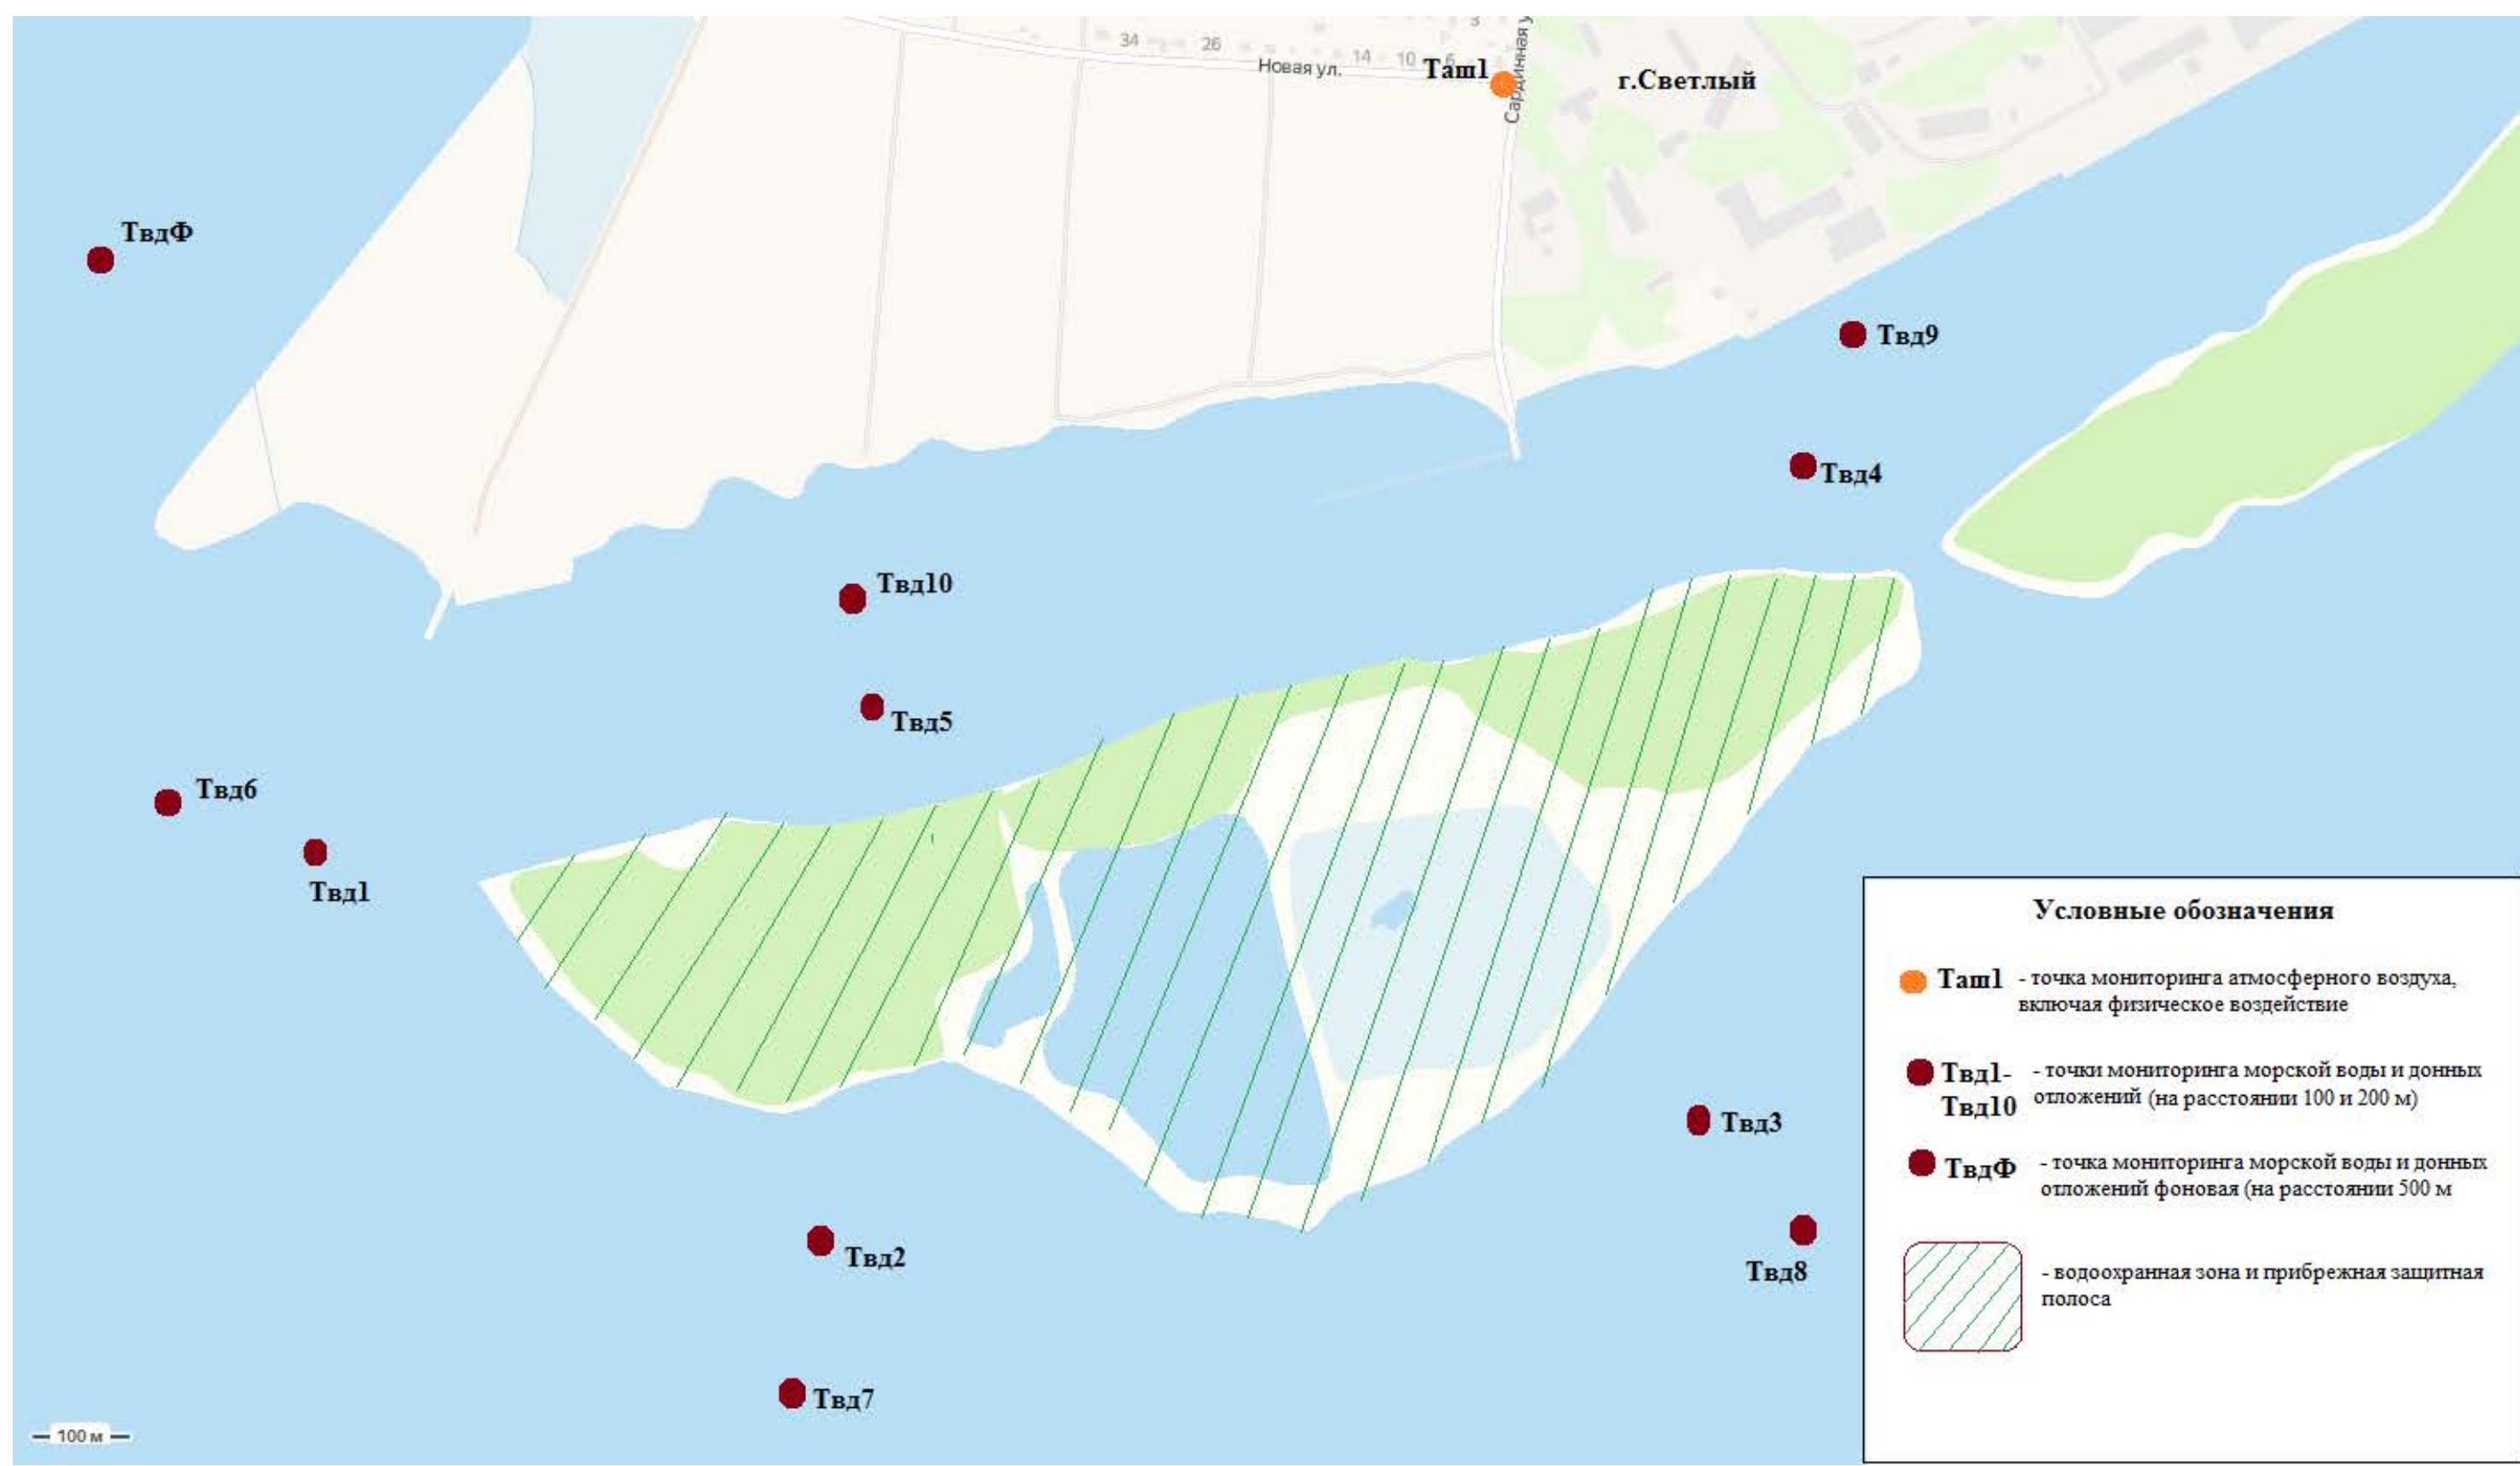 3
34
26
14
10
6
Новая ул.
Сардинная у
Таш1
г.Светлый
ТвдФ
Твд9
Твд4
Твд10
Твд5
Твд6
Твд1
Твд3
Твд2
Твд8
Твд7
100 м
Условные обозначения
Таш1 - точка мониторинга атмосферного воздуха,
включая физическое воздействие
Твд1- - точки мониторинга морской воды и донных
Твд10 отложений (на расстоянии 100 и 200 м)
ТвдФ - точка мониторинга морской воды и донных
отложений фоновая (на расстоянии 500 м
- водоохранная зона и прибрежная защитная
полоса